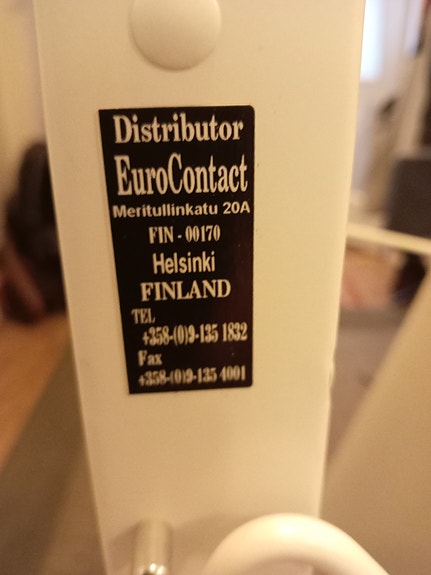 Distributor
EuroContact
Meritullinkatu 20A
FIN - 00170
Helsinki
FINLAND
TEL
+358-(0)9-135 1832
Fax
+358-(0)9-135 4001